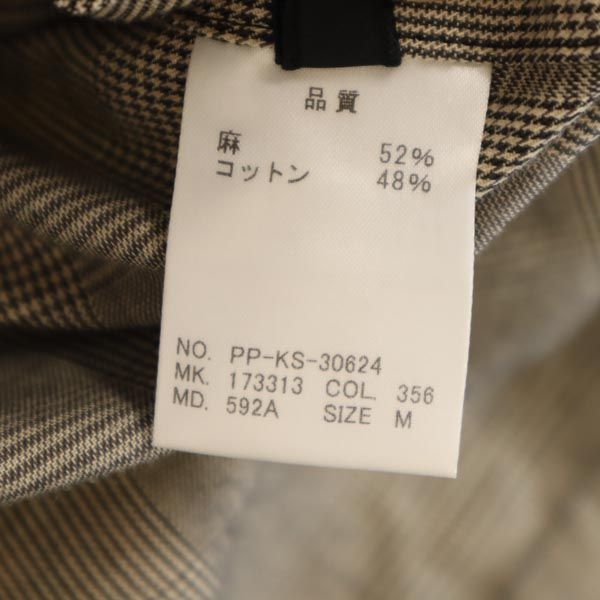 品質
麻 52%
コットン 48%
NO. PP-KS-30624
MK. 173313 COL. 356
MD. 592A SIZE M